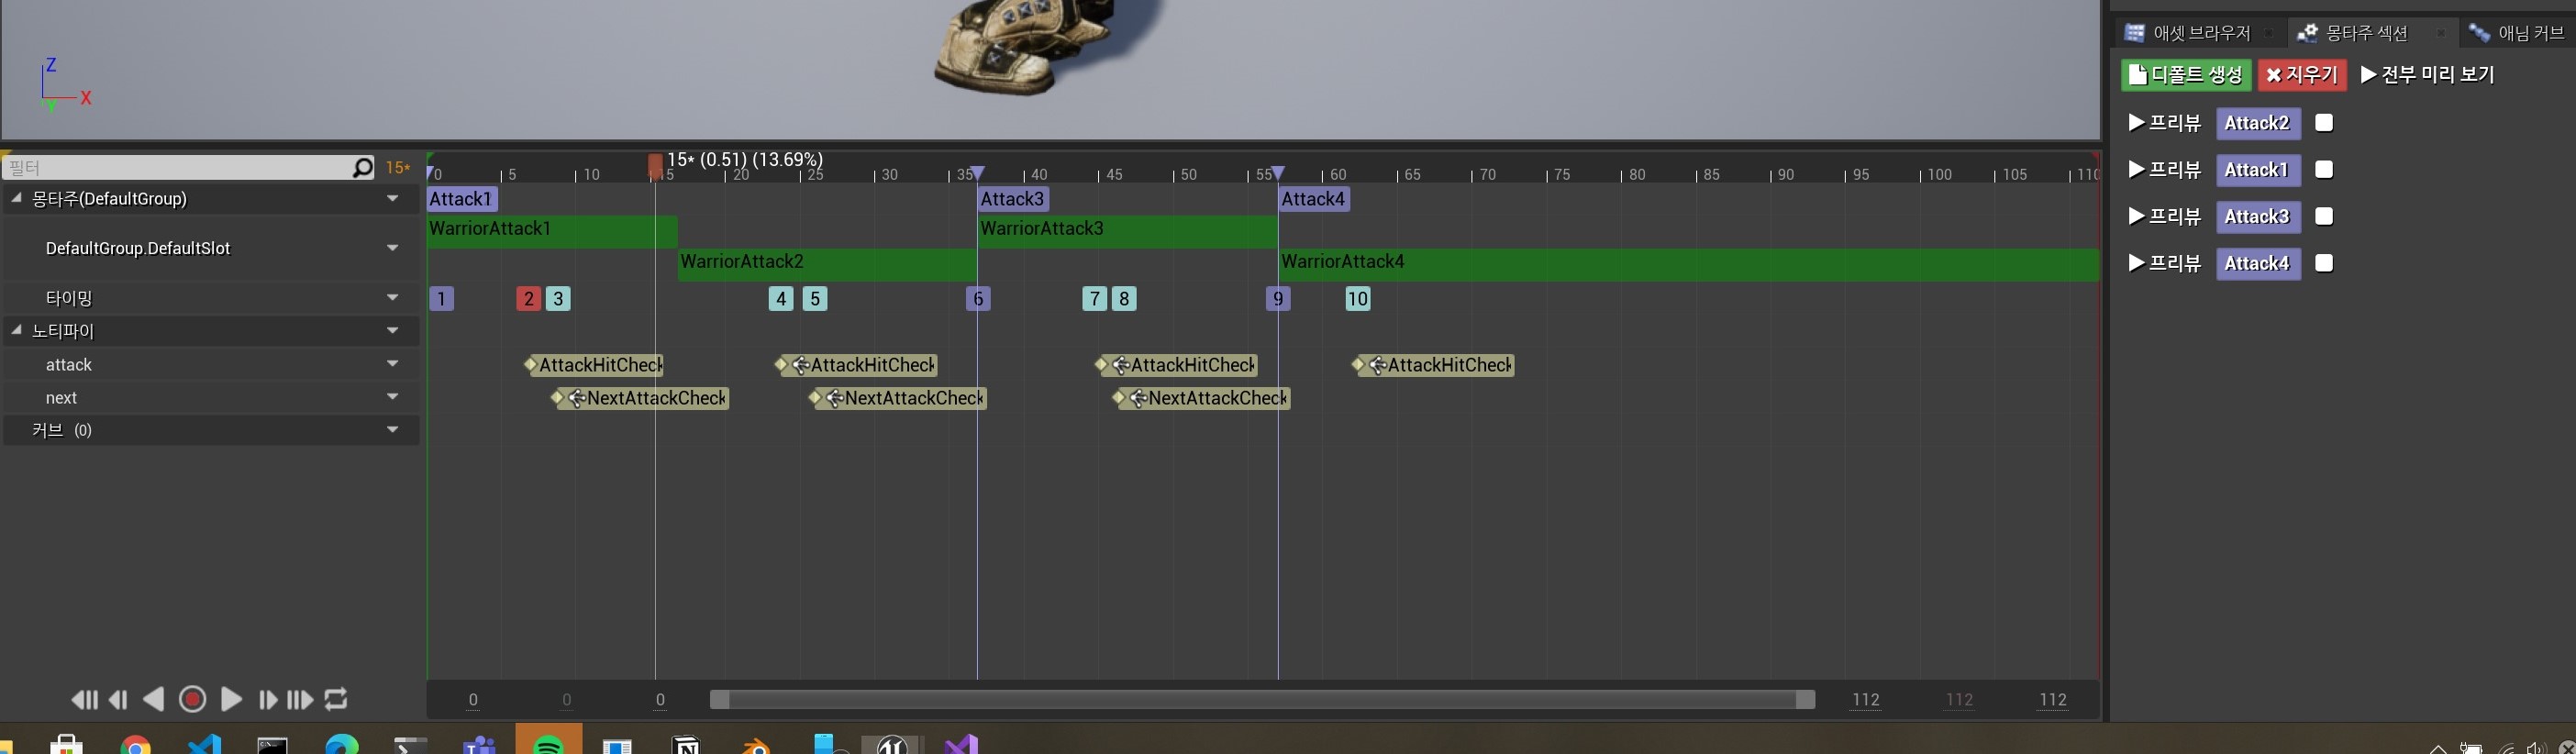 Z
X
Y
애셋 브라우저
몽타주 섹션
애님 커브
디폴트 생성
지우기
전부 미리 보기
프리뷰 Attack2
프리뷰 Attack1
프리뷰 Attack3
프리뷰 Attack4
필터
15*
15* (0.51) (13.69%)
0 5 10 15 20 25 30 35 40 45 50 55 60 65 70 75 80 85 90 95 100 105 110
몽타주(DefaultGroup)
Attack1 Attack3 Attack4
DefaultGroup.DefaultSlot
WarriorAttack1 WarriorAttack3
WarriorAttack2 WarriorAttack4
타이밍
1 2 3 4 5 6 7 8 9 10
노티파이
attack
AttackHitCheck AttackHitCheck AttackHitCheck AttackHitCheck
next
NextAttackCheck NextAttackCheck NextAttackCheck
커브 (0)
0 0 0 112 112 112